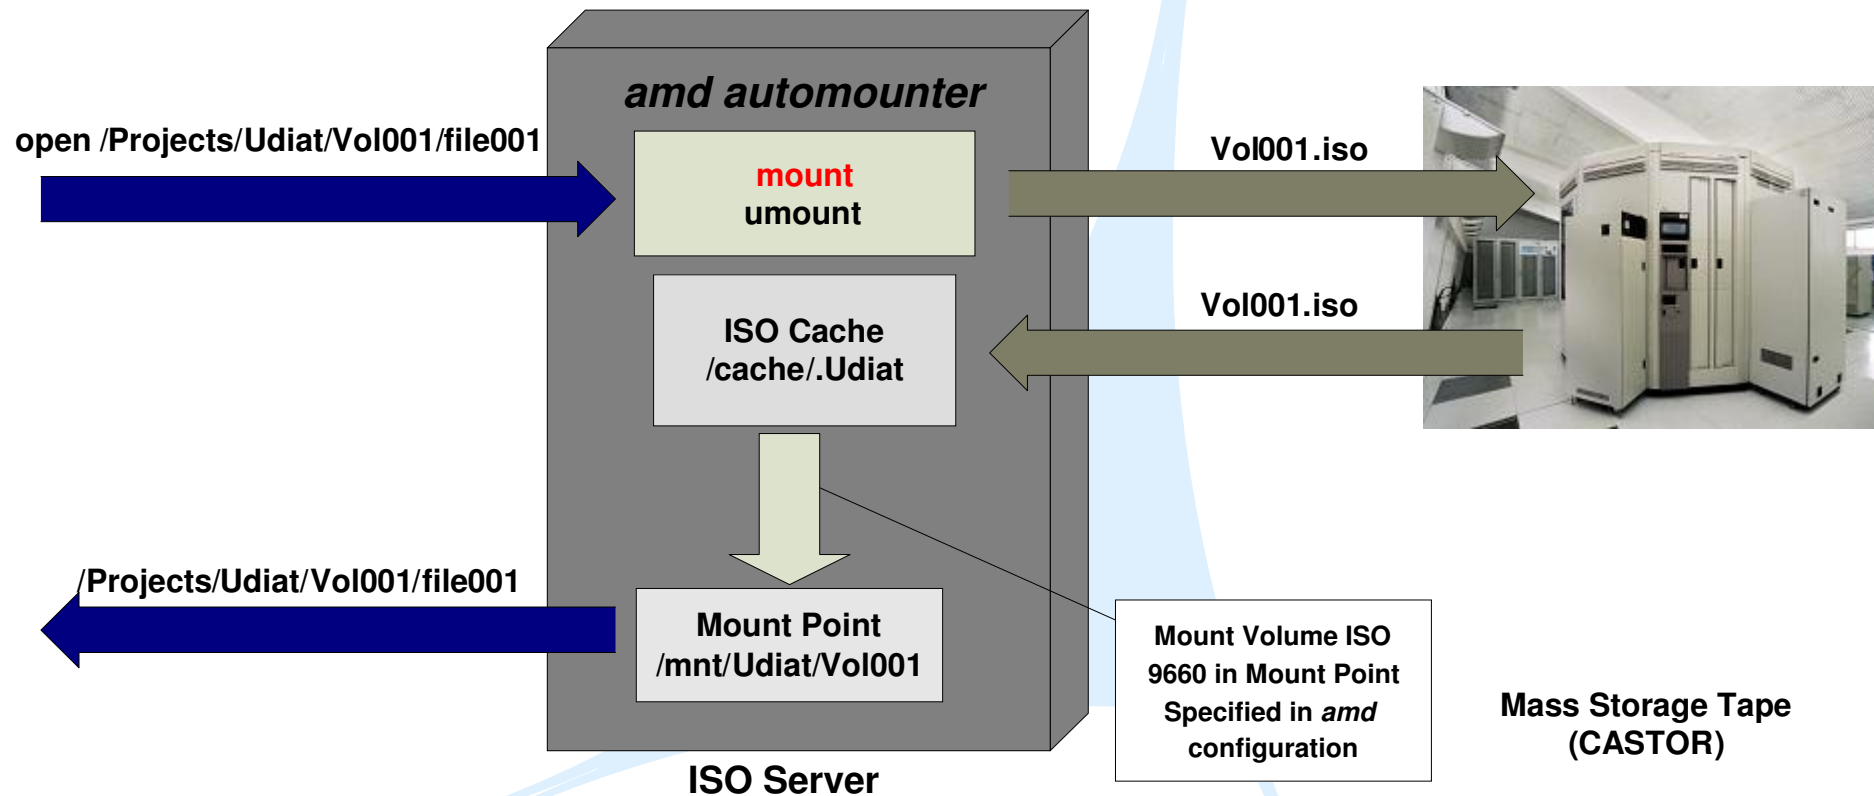 amd automounter
open /Projects/Udiat/Vol001/file001
mount
umount
Vol001.iso
Vol001.iso
ISO Cache
/cache/.Udiat
/Projects/Udiat/Vol001/file001
Mount Point
/mnt/Udiat/Vol001
Mount Volume ISO
9660 in Mount Point
Specified in amd
configuration
Mass Storage Tape
(CASTOR)
ISO Server